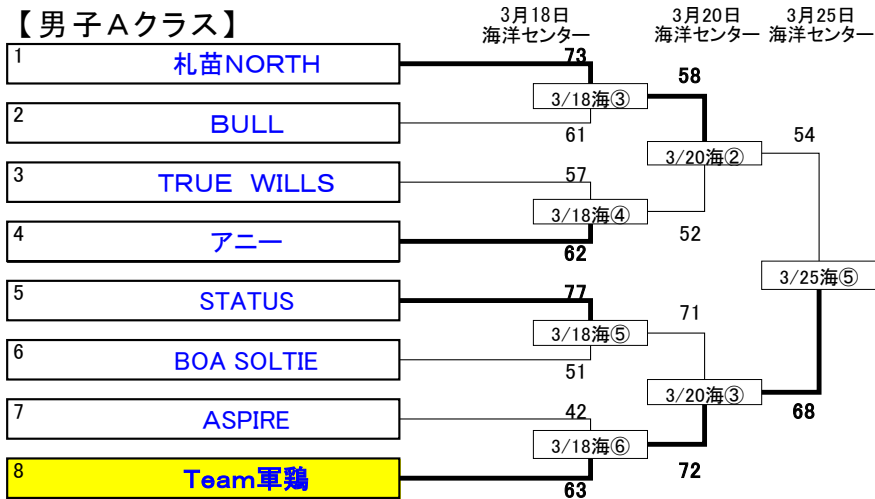 【男子Aクラス】
3月18日
海洋センター
3月20日
海洋センター
3月25日
海洋センター
1 札苗NORTH
73
58
3/18海③
2 BULL
61
54
3/20海②
3 TRUE WILLS
57
3/18海④
4 アニー
62
52
3/25海⑤
5 STATUS
77
71
3/18海⑤
6 BOA SOLTIE
51
3/20海③
7 ASPIRE
42
68
3/18海⑥
8 Team軍鶏
63
72